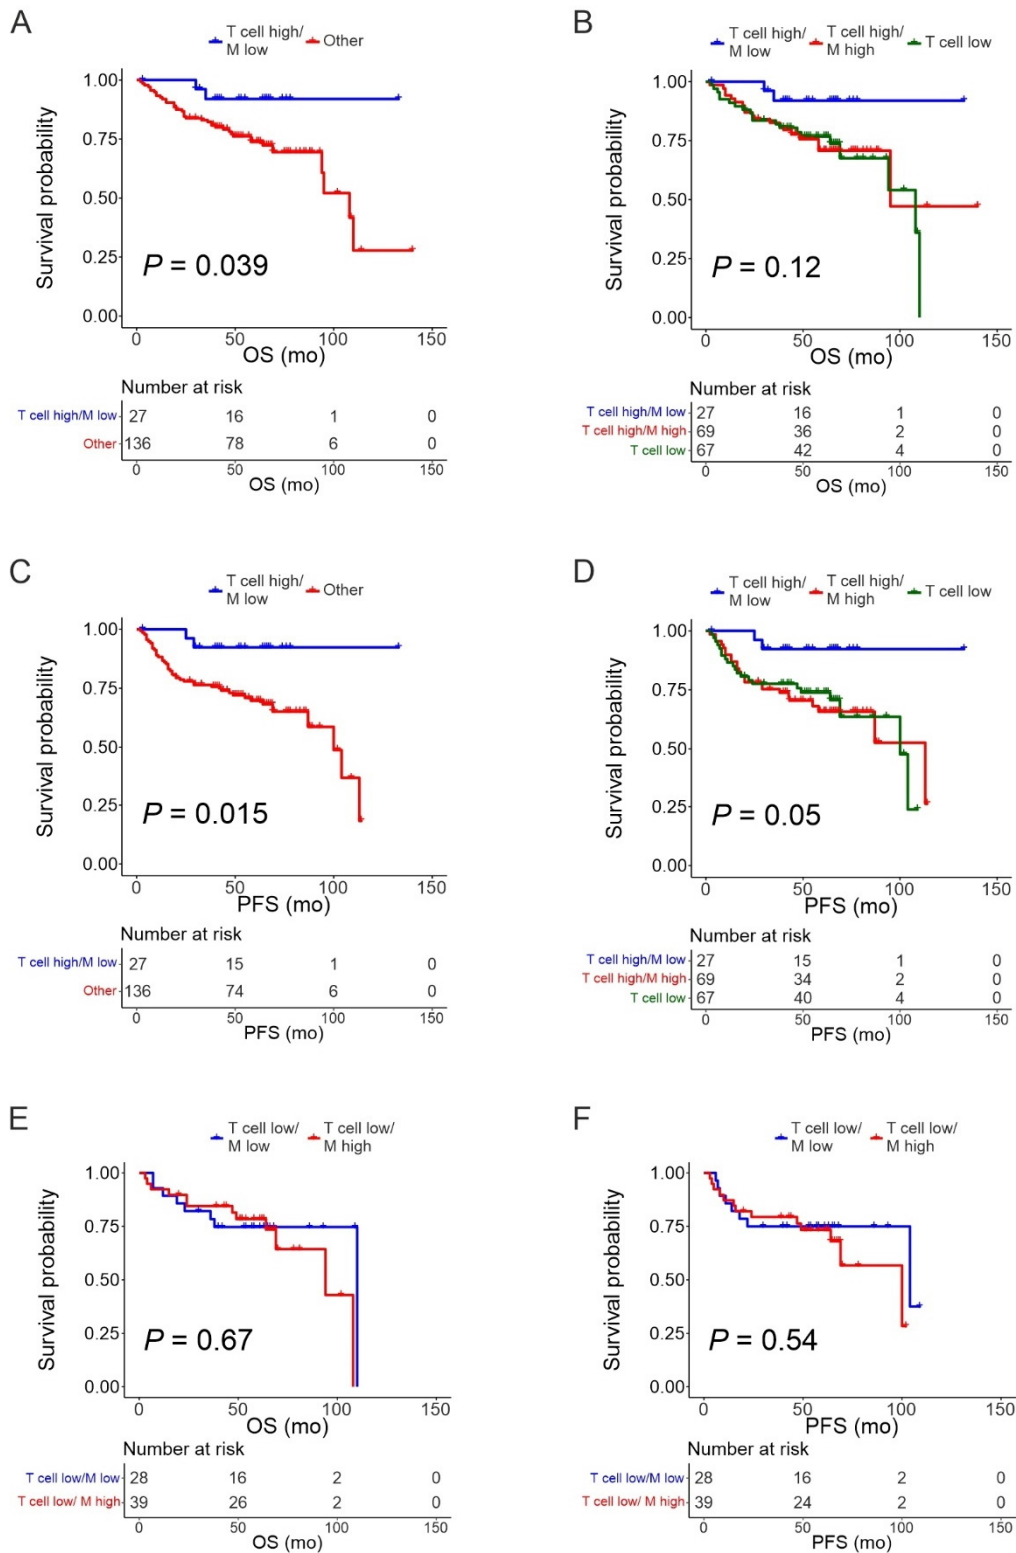 A
T cell high/
M low
Other
Survival probability
1.00
0.75
0.50
0.25
0.00
P = 0.039
0 50 100 150
OS (mo)
Number at risk
T cell high/M low 27 16 1 0
Other 136 78 6 0
0 50 100 150
OS (mo)
B
T cell high/
M low
T cell high/
M high
T cell low
Survival probability
1.00
0.75
0.50
0.25
0.00
P = 0.12
0 50 100 150
OS (mo)
Number at risk
T cell high/M low 27 16 1 0
T cell high/M high 69 36 2 0
T cell low 67 42 4 0
0 50 100 150
OS (mo)
C
T cell high/
M low
Other
Survival probability
1.00
0.75
0.50
0.25
0.00
P = 0.015
0 50 100 150
PFS (mo)
Number at risk
T cell high/M low 27 15 1 0
Other 136 74 6 0
0 50 100 150
PFS (mo)
D
T cell high/
M low
T cell high/
M high
T cell low
Survival probability
1.00
0.75
0.50
0.25
0.00
P = 0.05
0 50 100 150
PFS (mo)
Number at risk
T cell high/M low 27 15 1 0
T cell high/M high 69 34 2 0
T cell low 67 40 4 0
0 50 100 150
PFS (mo)
E
T cell low/
M low
T cell low/
M high
Survival probability
1.00
0.75
0.50
0.25
0.00
P = 0.67
0 50 100 150
OS (mo)
Number at risk
T cell low/M low 28 16 2 0
T cell low/ M high 39 26 2 0
0 50 100 150
OS (mo)
F
T cell low/
M low
T cell low/
M high
Survival probability
1.00
0.75
0.50
0.25
0.00
P = 0.54
0 50 100 150
PFS (mo)
Number at risk
T cell low/M low 28 16 2 0
T cell low/ M high 39 24 2 0
0 50 100 150
PFS (mo)